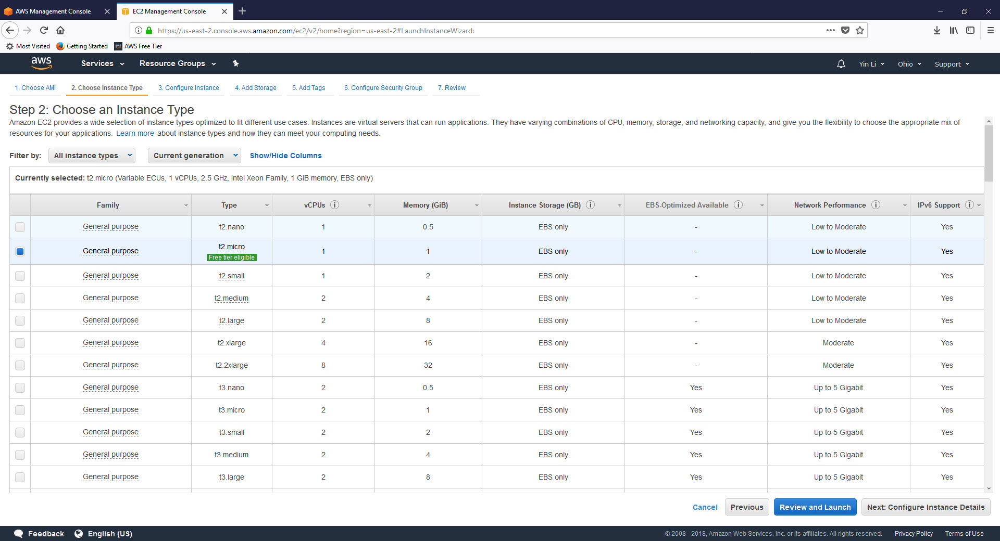 AWS Management Console
EC2 Management Console
https://us-east-2.console.aws.amazon.com/ec2/v2/home?region=us-east-2#LaunchInstanceWizard:
Most Visited Getting Started aws AWS Free Tier
aws Services Resource Groups Yin Li Ohio Support
1. Choose AMI 2. Choose Instance Type 3. Configure Instance 4. Add Storage 5. Add Tags 6. Configure Security Group 7. Review
Step 2: Choose an Instance Type
Amazon EC2 provides a wide selection of instance types optimized to fit different use cases. Instances are virtual servers that can run applications. They have varying combinations of CPU, memory, storage, and networking capacity, and give you the flexibility to choose the appropriate mix of
resources for your applications. Learn more about instance types and how they can meet your computing needs.
Filter by: All instance types Current generation Show/Hide Columns
Currently selected: t2.micro (Variable ECUs, 1 vCPUs, 2.5 GHz, Intel Xeon Family, 1 GiB memory, EBS only)
Family Type vCPUs i Memory (GiB) Instance Storage (GB) i EBS-Optimized Available i Network Performance i IPv6 Support i
General purpose t2.nano 1 0.5 EBS only - Low to Moderate Yes
General purpose t2.micro 1 1 EBS only - Low to Moderate Yes
Free tier eligible
General purpose t2.small 1 2 EBS only - Low to Moderate Yes
General purpose t2.medium 2 4 EBS only - Low to Moderate Yes
General purpose t2.large 2 8 EBS only - Low to Moderate Yes
General purpose t2.xlarge 4 16 EBS only - Moderate Yes
General purpose t2.2xlarge 8 32 EBS only - Moderate Yes
General purpose t3.nano 2 0.5 EBS only Yes Up to 5 Gigabit Yes
General purpose t3.micro 2 1 EBS only Yes Up to 5 Gigabit Yes
General purpose t3.small 2 2 EBS only Yes Up to 5 Gigabit Yes
General purpose t3.medium 2 4 EBS only Yes Up to 5 Gigabit Yes
General purpose t3.large 2 8 EBS only Yes Up to 5 Gigabit Yes
Cancel Previous Review and Launch Next: Configure Instance Details
Feedback English (US) © 2008 - 2018, Amazon Web Services, Inc. or its affiliates. All rights reserved. Privacy Policy Terms of Use